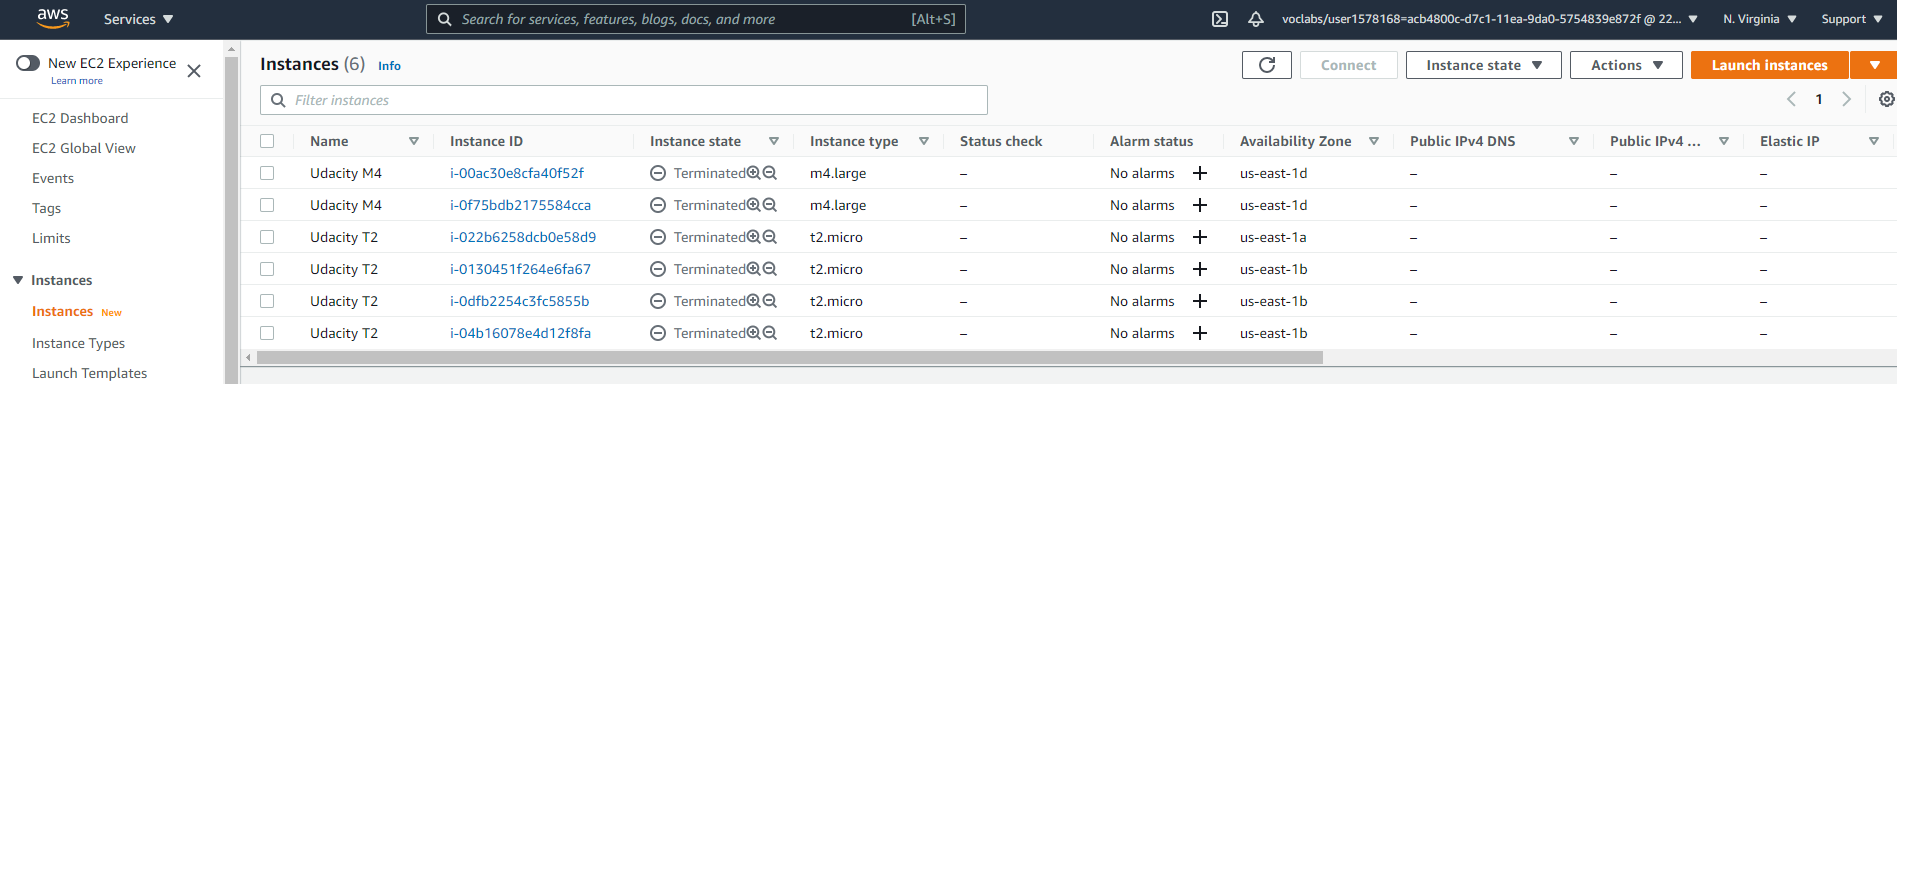 aws Services Search for services, features, blogs, docs, and more [Alt+S] voclabs/user1578168=acb4800c-d7c1-11ea-9da0-5754839e872f @ 22... N. Virginia Support
New EC2 Experience
Learn more
EC2 Dashboard
EC2 Global View
Events
Tags
Limits
Instances
Instances New
Instance Types
Launch Templates
Instances (6) Info Connect Instance state Actions Launch instances
Filter instances 1
Name Instance ID Instance state Instance type Status check Alarm status Availability Zone Public IPv4 DNS Public IPv4 ... Elastic IP
Udacity M4 i-00ac30e8cfa40f52f Terminated m4.large – No alarms us-east-1d – – –
Udacity M4 i-0f75bdb2175584cca Terminated m4.large – No alarms us-east-1d – – –
Udacity T2 i-022b6258dcb0e58d9 Terminated t2.micro – No alarms us-east-1a – – –
Udacity T2 i-0130451f264e6fa67 Terminated t2.micro – No alarms us-east-1b – – –
Udacity T2 i-0dfb2254c3fc5855b Terminated t2.micro – No alarms us-east-1b – – –
Udacity T2 i-04b16078e4d12f8fa Terminated t2.micro – No alarms us-east-1b – – –